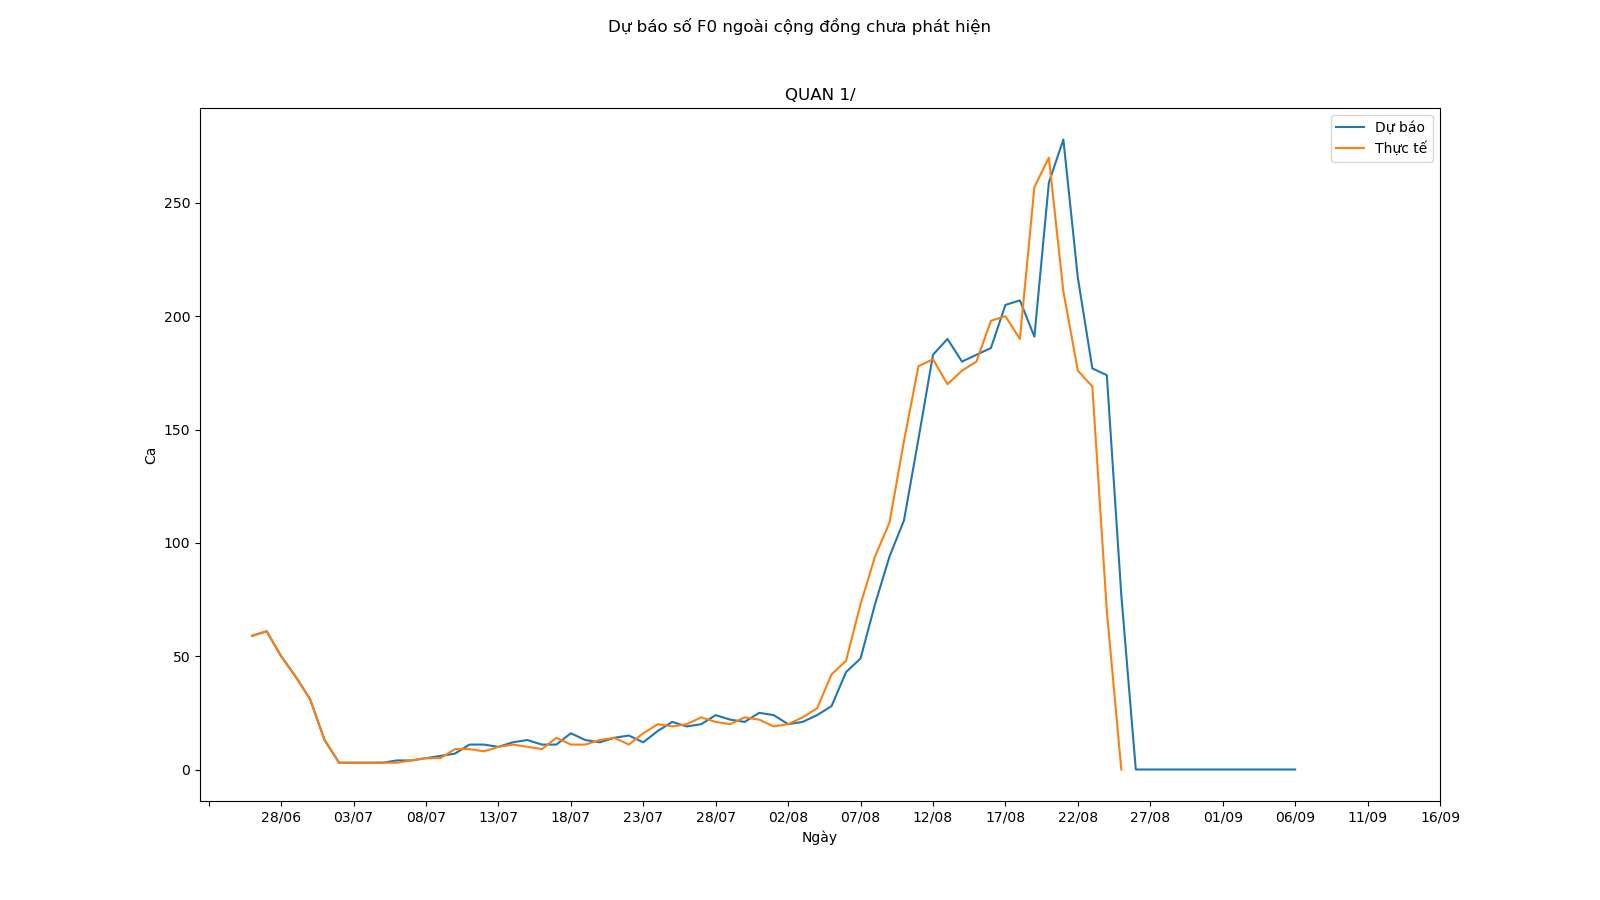 Dự báo số F0 ngoài cộng đồng chưa phát hiện
QUAN 1/
Dự báo
Thực tế
250
200
150
100
50
0
Ca
28/06 03/07 08/07 13/07 18/07 23/07 28/07 02/08 07/08 12/08 17/08 22/08 27/08 01/09 06/09 11/09 16/09
Ngày